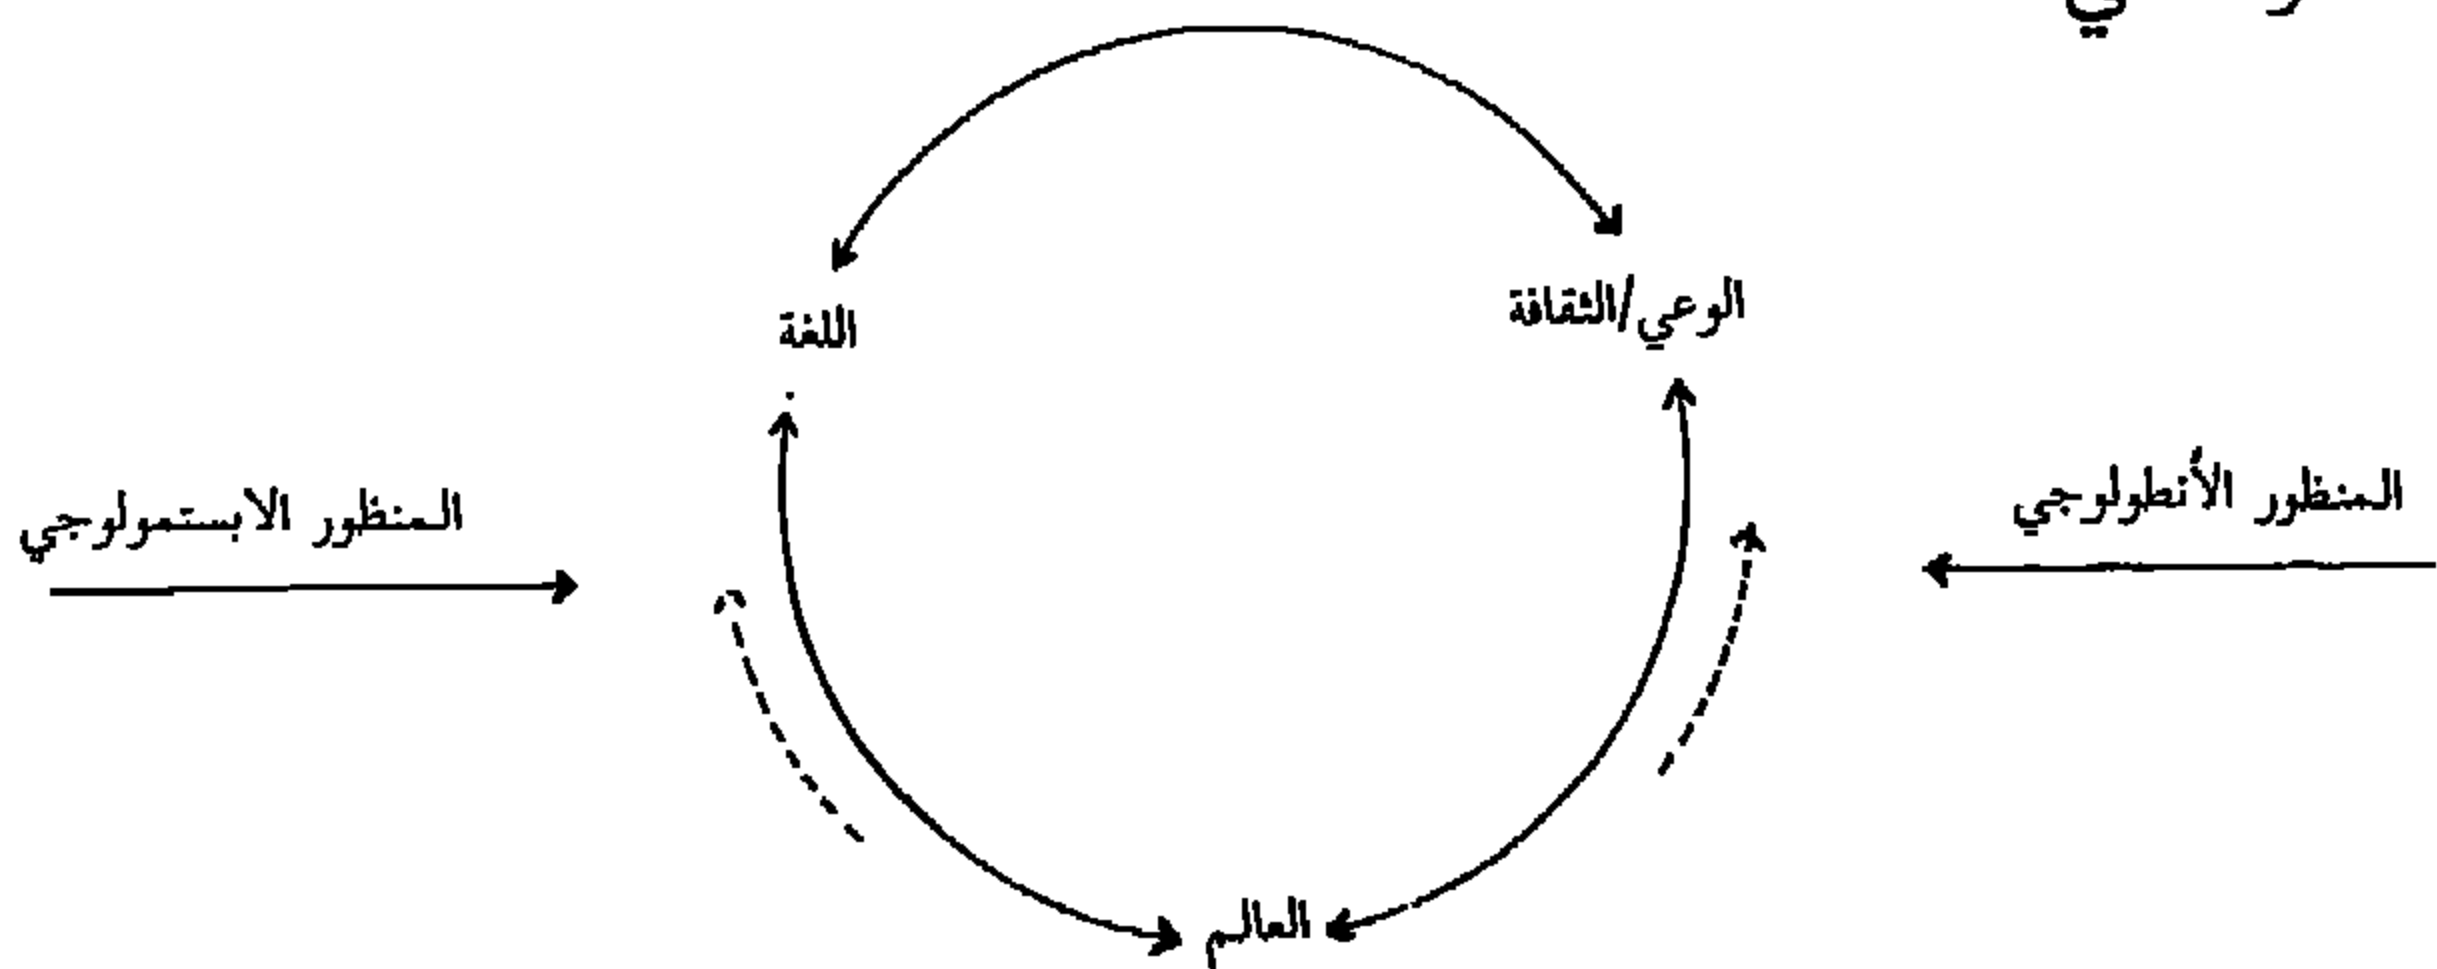 الوعي/الثقافة
اللغة
المنظور الأنطولوجي
المنظور الابستمولوجي
العالم